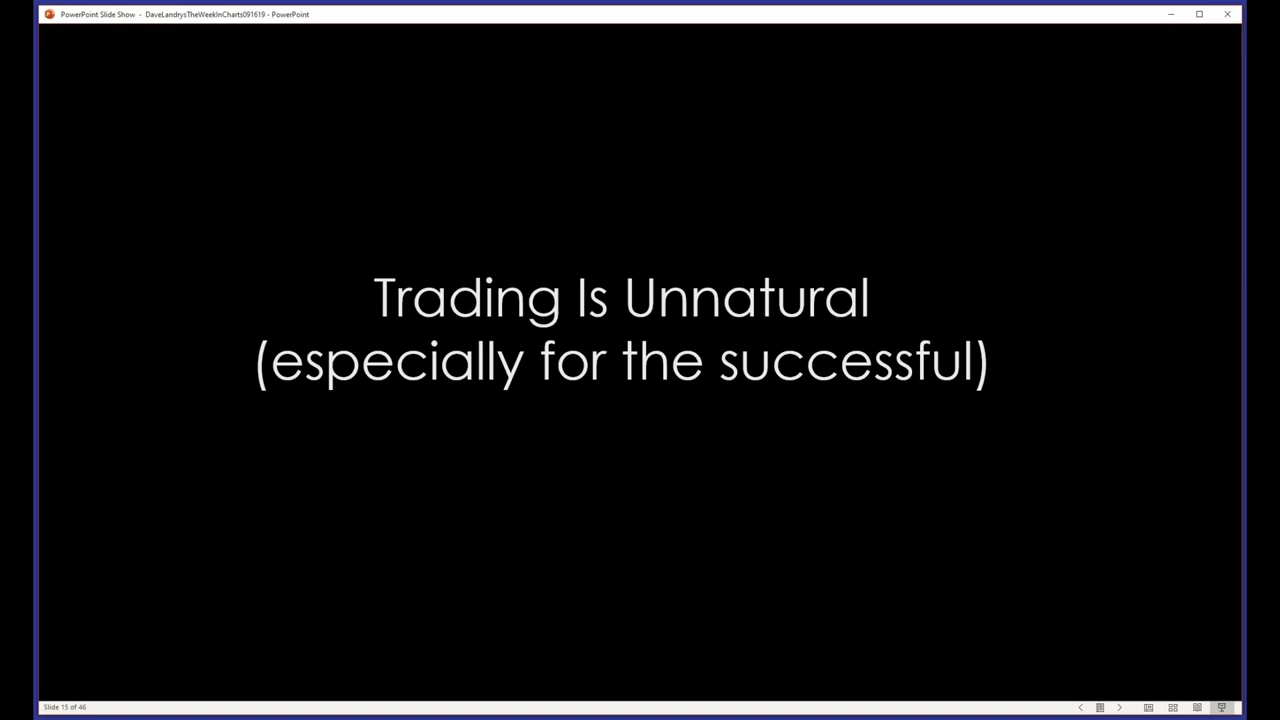 PowerPoint Slide Show - DaveLandrysTheWeekInCharts091619 - PowerPoint
Trading Is Unnatural
(especially for the successful)
Slide 15 of 46